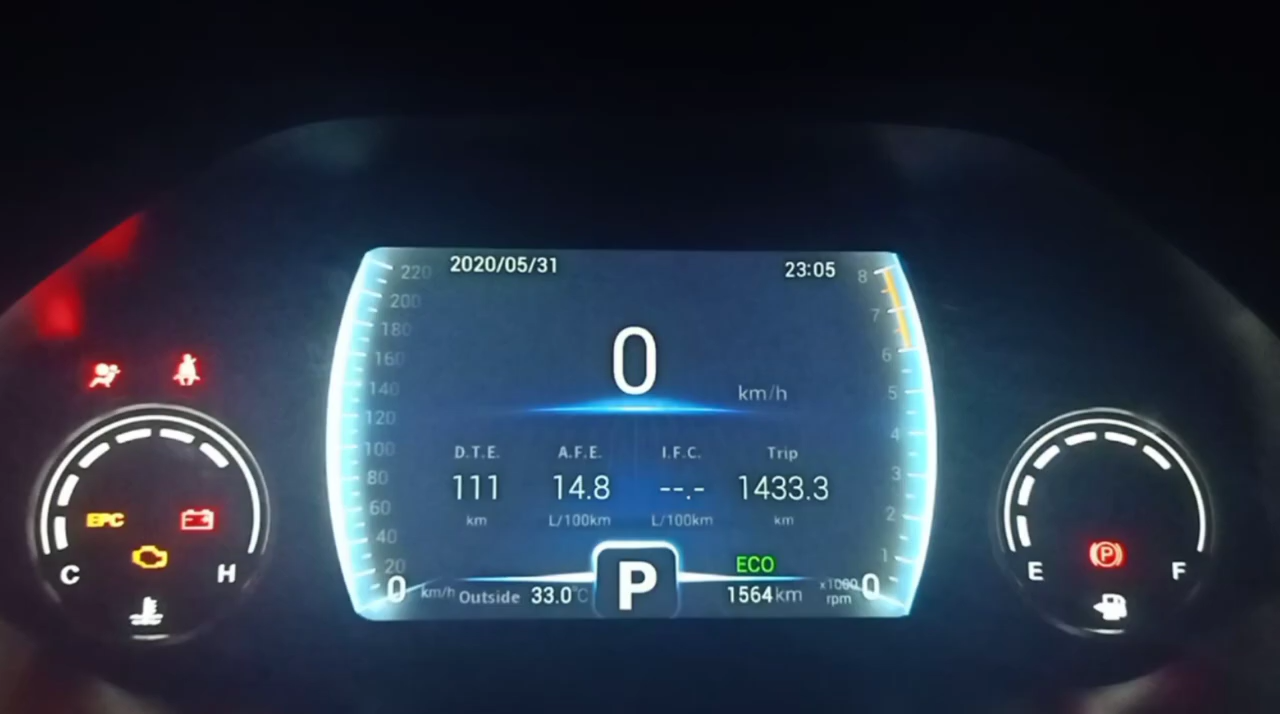 2020/05/31 23:05
220
200
180
160
140
120
100
80
60
40
20
0 km/h
8
7
6
5
4
3
2
1
0
x1000
rpm
0
km/h
D.T.E. A.F.E. I.F.C. Trip
111 14.8 --.- 1433.3
km L/100km L/100km km
P
ECO
Outside 33.0°C 1564km
EPC
C H
E F
(P)